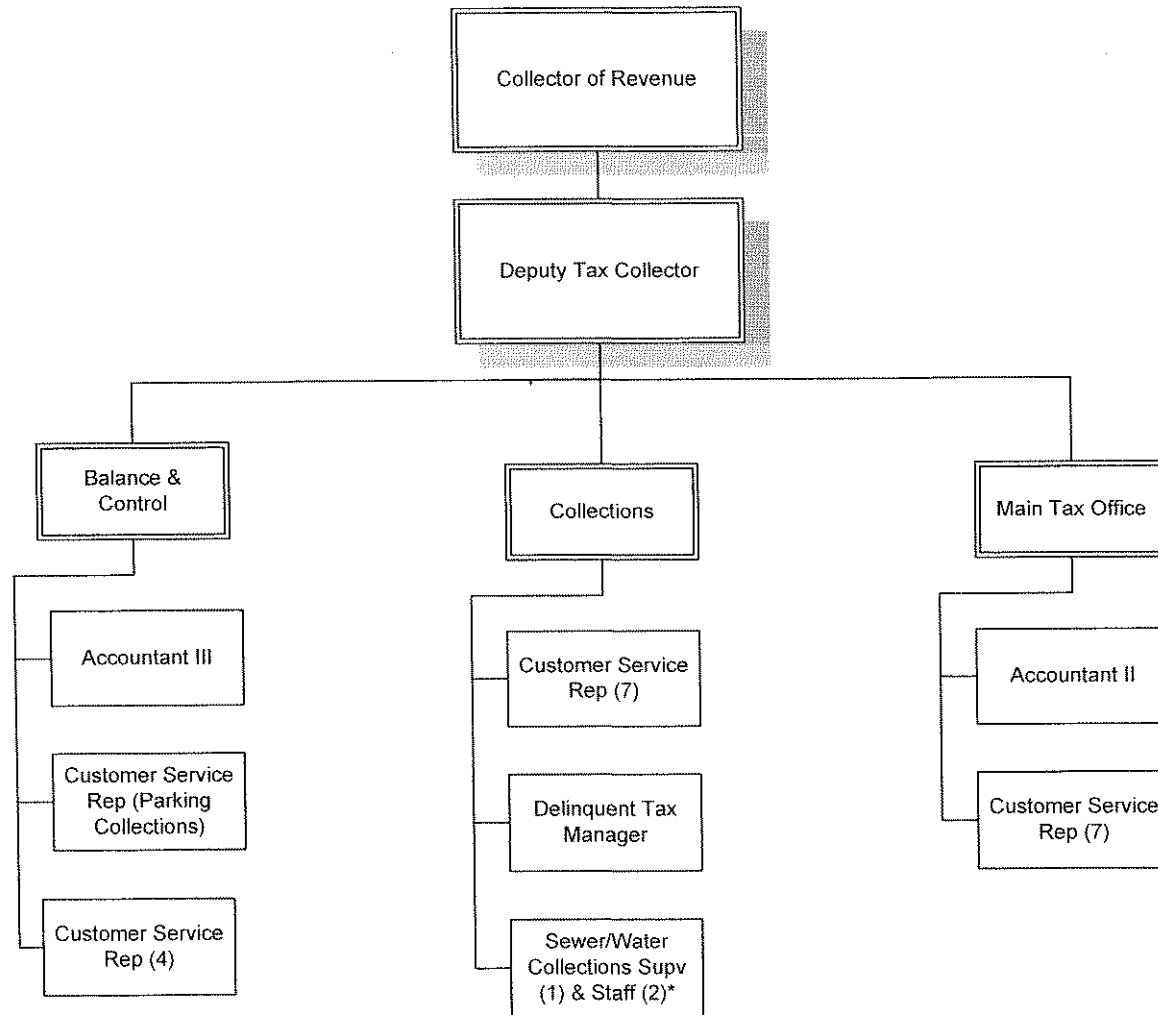 Collector of Revenue
Deputy Tax Collector
Balance &
Control
Collections
Main Tax Office
Accountant III
Customer Service
Rep (Parking
Collections)
Customer Service
Rep (4)
Customer Service
Rep (7)
Delinquent Tax
Manager
Sewer/Water
Collections Supv
(1) & Staff (2)*
Accountant II
Customer Service
Rep (7)